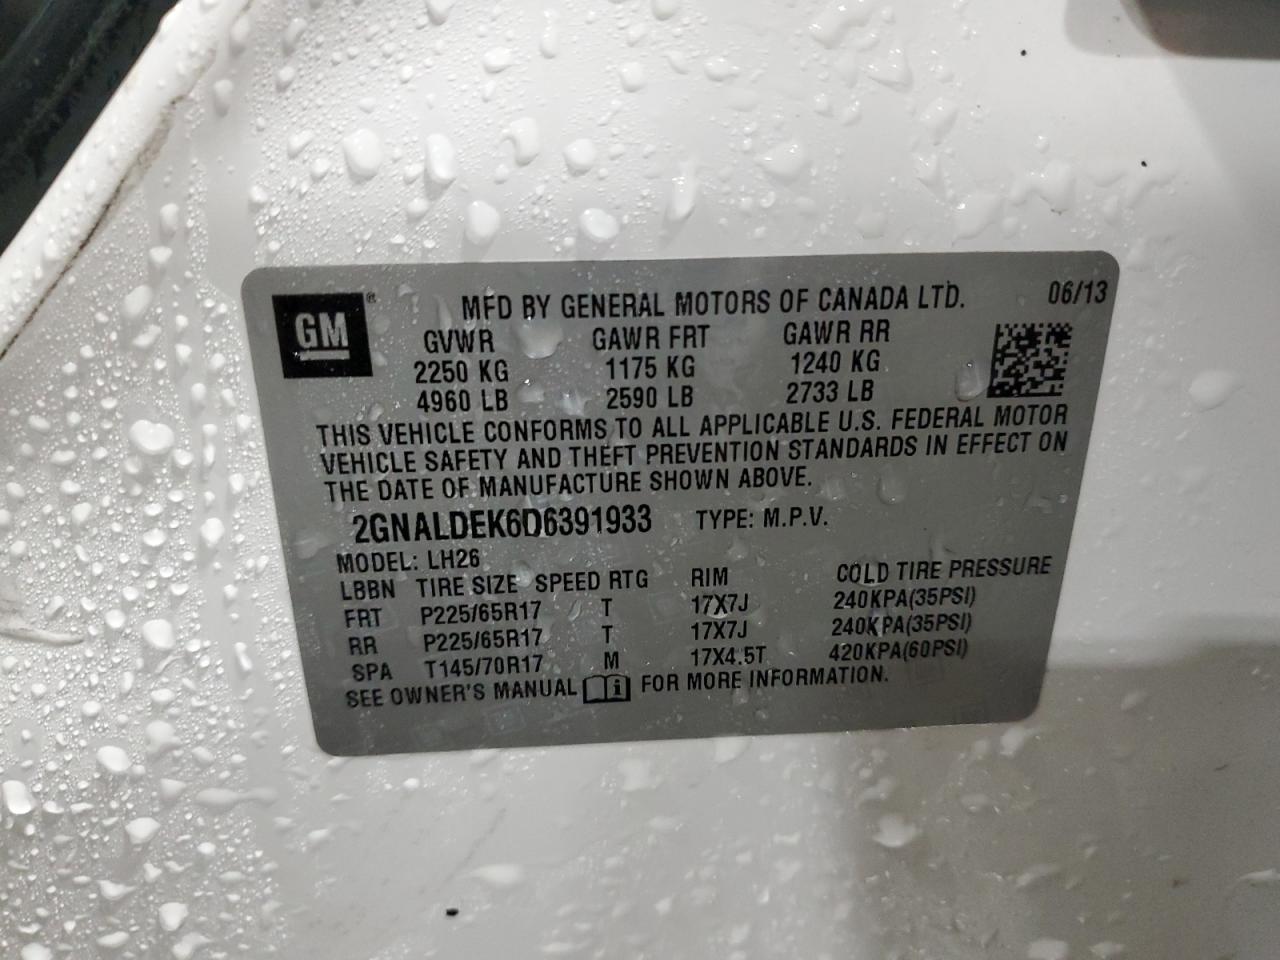 GM®
MFD BY GENERAL MOTORS OF CANADA LTD. 06/13
GVWR GAWR FRT GAWR RR
2250 KG 1175 KG 1240 KG
4960 LB 2590 LB 2733 LB
THIS VEHICLE CONFORMS TO ALL APPLICABLE U.S. FEDERAL MOTOR
VEHICLE SAFETY AND THEFT PREVENTION STANDARDS IN EFFECT ON
THE DATE OF MANUFACTURE SHOWN ABOVE.
2GNALDEK6D6391933 TYPE: M.P.V.
MODEL: LH26
LBBN TIRE SIZE SPEED RTG RIM COLD TIRE PRESSURE
FRT P225/65R17 T 17X7J 240KPA(35PSI)
RR P225/65R17 T 17X7J 240KPA(35PSI)
SPA T145/70R17 M 17X4.5T 420KPA(60PSI)
SEE OWNER'S MANUAL FOR MORE INFORMATION.